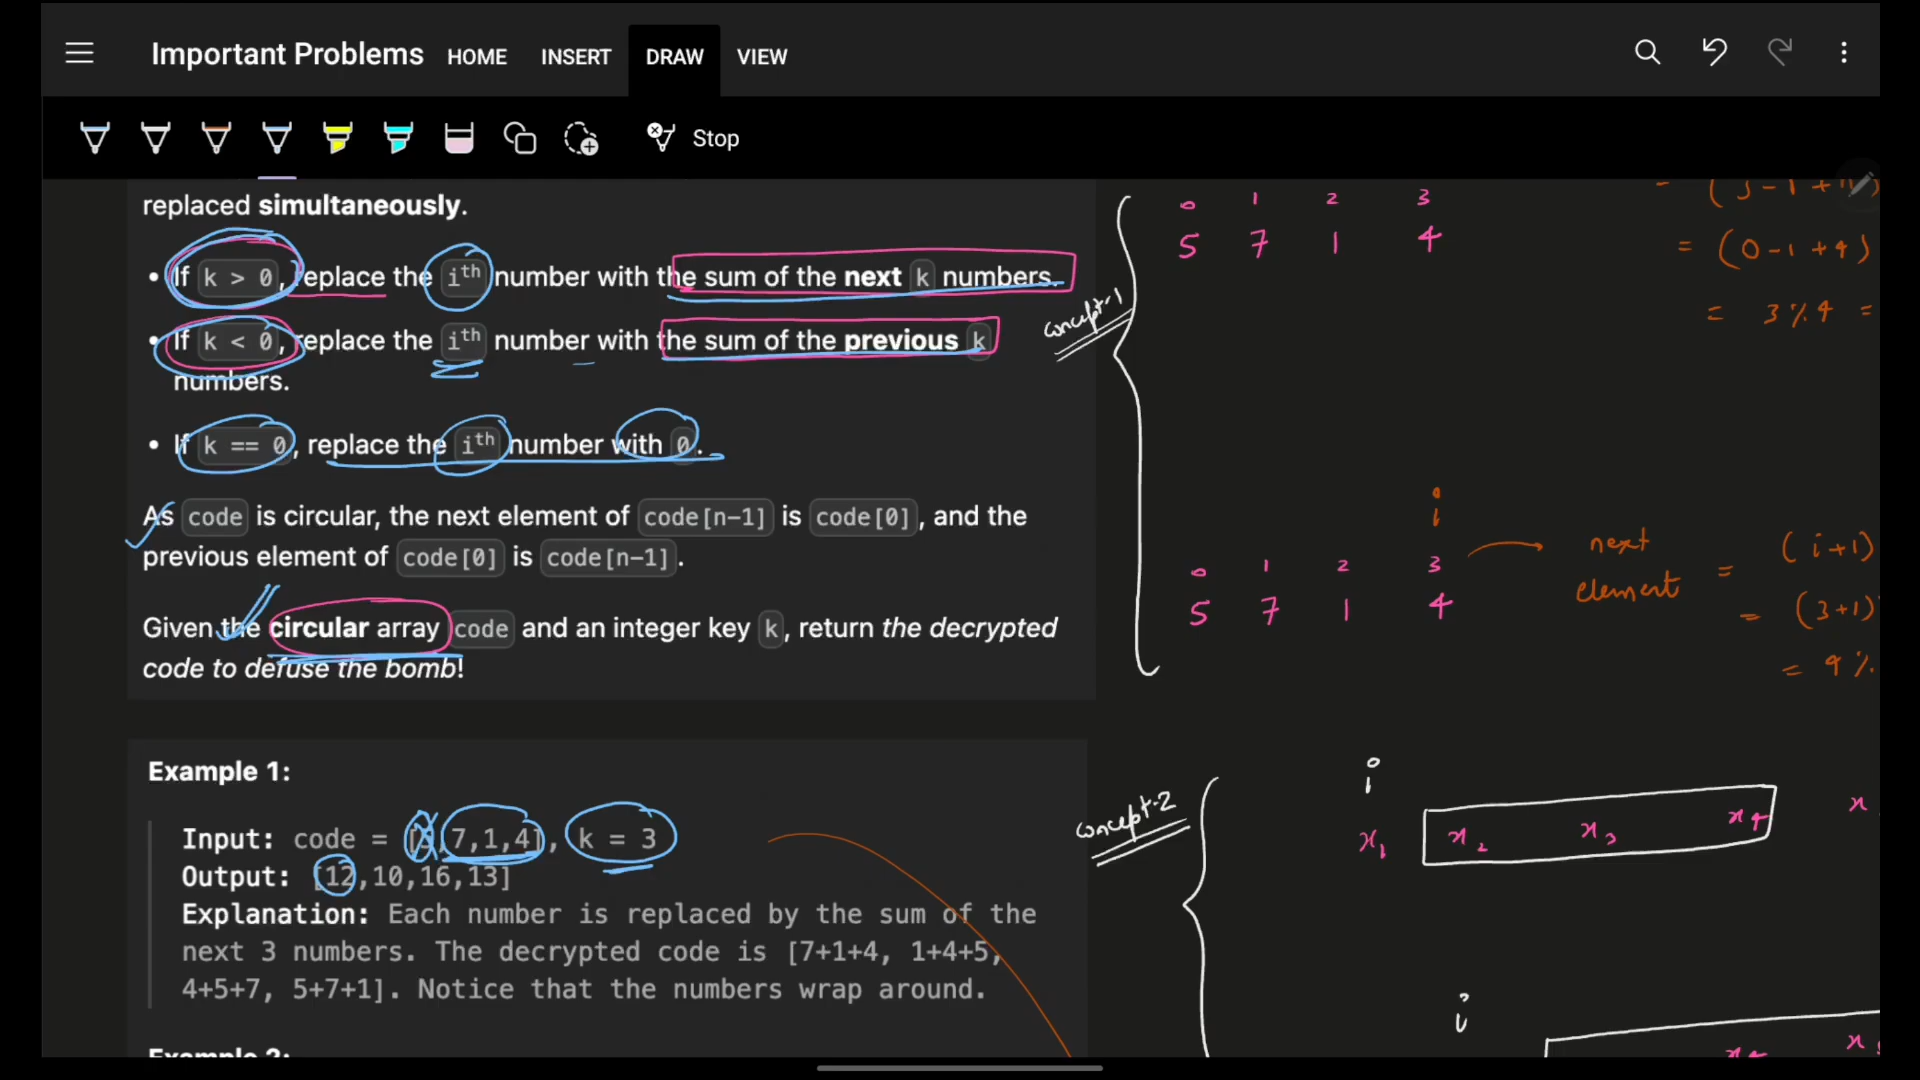 Important Problems HOME INSERT DRAW VIEW
Stop
replaced simultaneously.
• If k > 0, replace the ith number with the sum of the next k numbers.
• If k < 0, replace the ith number with the sum of the previous k
numbers.
• If k == 0, replace the ith number with 0.
As code is circular, the next element of code[n-1] is code[0], and the
previous element of code[0] is code[n-1].
Given the circular array code and an integer key k, return the decrypted
code to defuse the bomb!
Example 1:
Input: code = [ ,7,1,4], k = 3
Output: [12,10,16,13]
Explanation: Each number is replaced by the sum of the
next 3 numbers. The decrypted code is [7+1+4, 1+4+5,
4+5+7, 5+7+1]. Notice that the numbers wrap around.
Example 2:
concept-1
0 1 2 3
5 7 1 4
= (0-1+4)
= 3%4 =
i
0 1 2 3
5 7 1 4
next
element
= (i+1)
= (3+1)
= 4%
concept-2
i
x1 x2 x3 x4 x
i
x